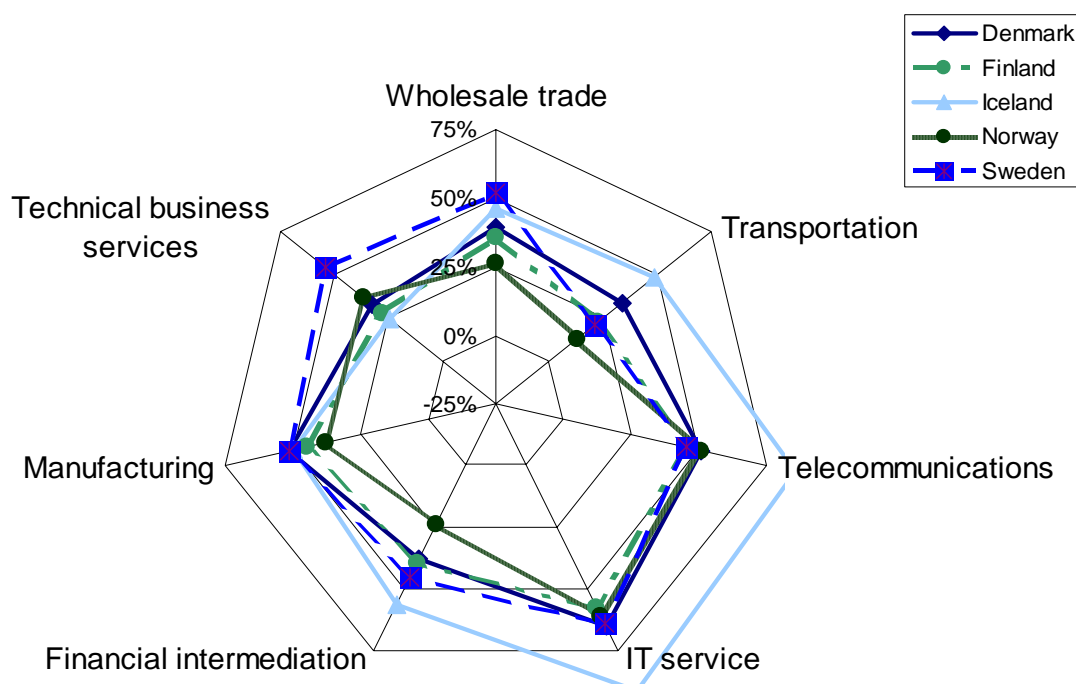 Denmark
Finland
Iceland
Norway
Sweden
Wholesale trade
75%
50%
25%
0%
-25%
Technical business
services
Transportation
Manufacturing
Telecommunications
Financial intermediation
IT service